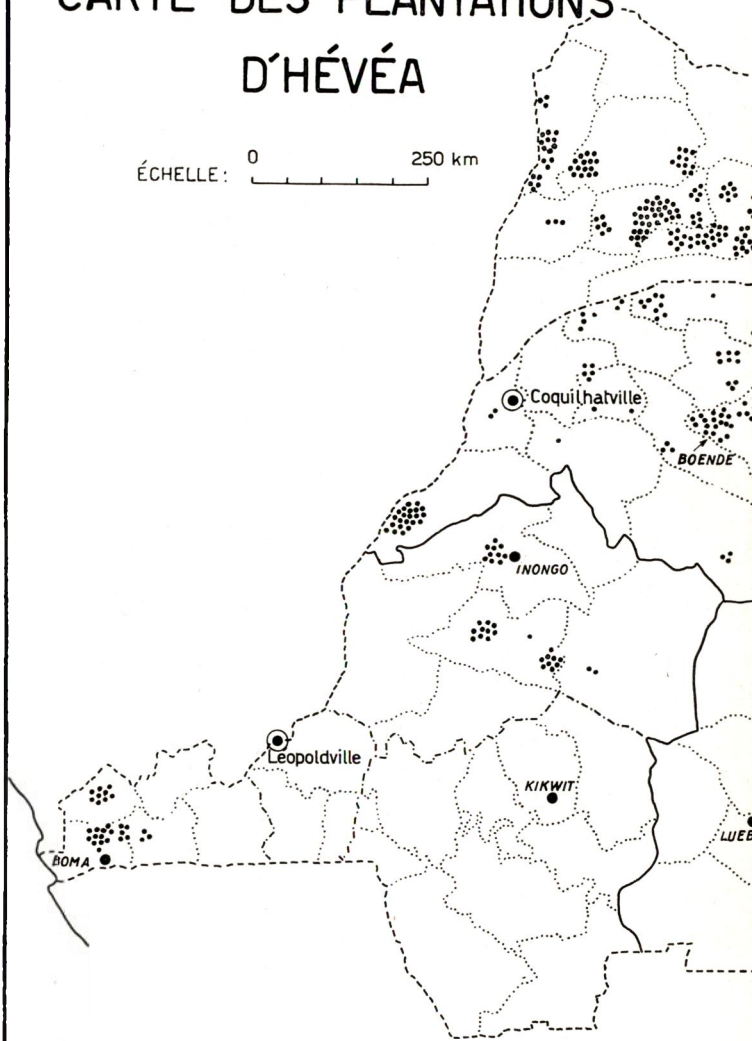 CARTE DES PLANTATIONS
D'HÉVÉA
ÉCHELLE: 0 250 km
Coquilhatville
BOENDE
INONGO
Leopoldville
KIKWIT
BOMA